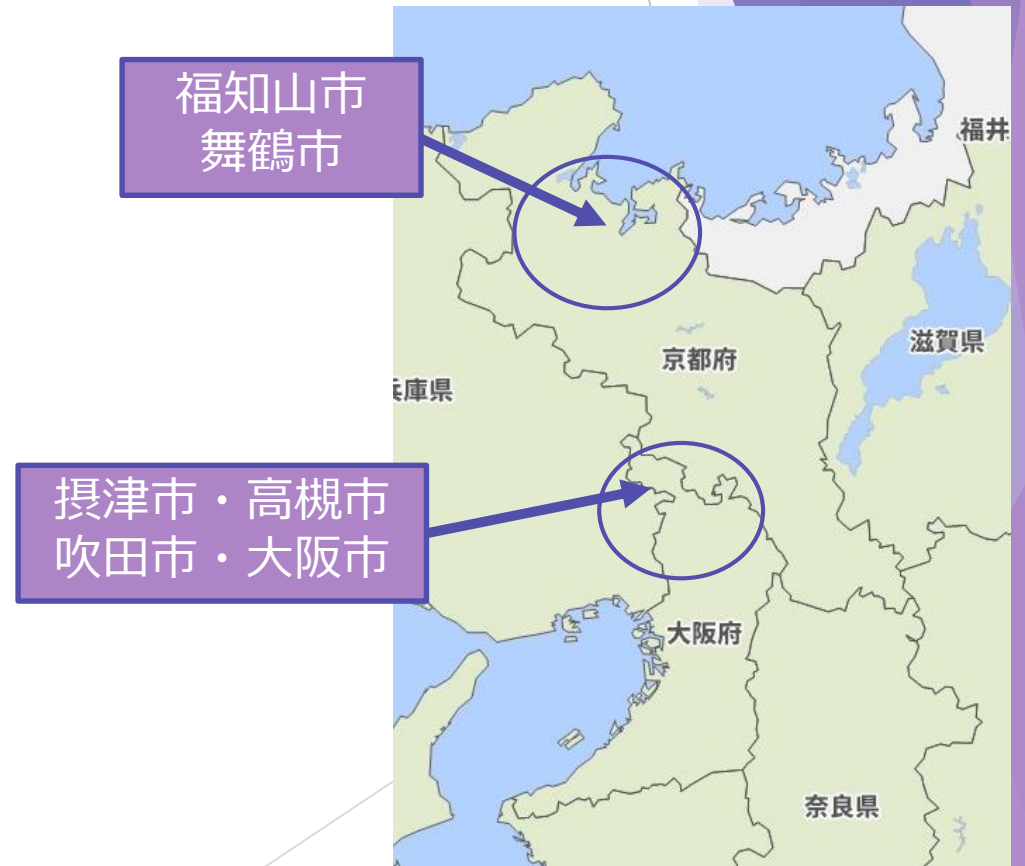 福知山市
舞鶴市
福井
滋賀県
京都府
兵庫県
摂津市・高槻市
吹田市・大阪市
大阪府
奈良県